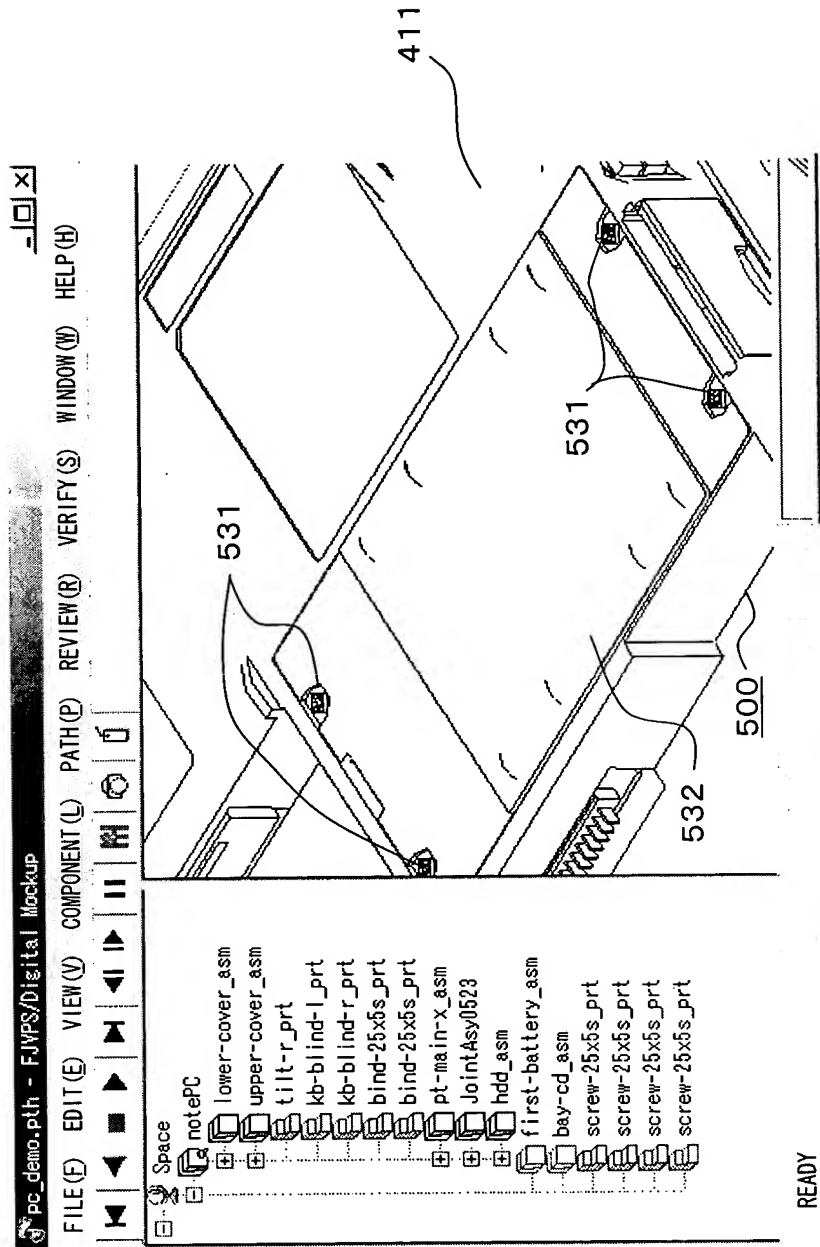 pc_demo.pth - FJVPS/Digital Mockup
FILE(F) EDIT(E) VIEW(V) COMPONENT(L) PATH(P) REVIEW(R) VERIFY(S) WINDOW(W) HELP(H)
Space
notePC
lower-cover_asm
upper-cover_asm
tilt-r_prt
kb-blind-l_prt
kb-blind-r_prt
bind-25x5s_prt
bind-25x5s_prt
pt-main-x_asm
JointAsy0523
hdd_asm
first-battery_asm
bay-cd_asm
screw-25x5s_prt
screw-25x5s_prt
screw-25x5s_prt
screw-25x5s_prt
531
411
531
532
500
READY